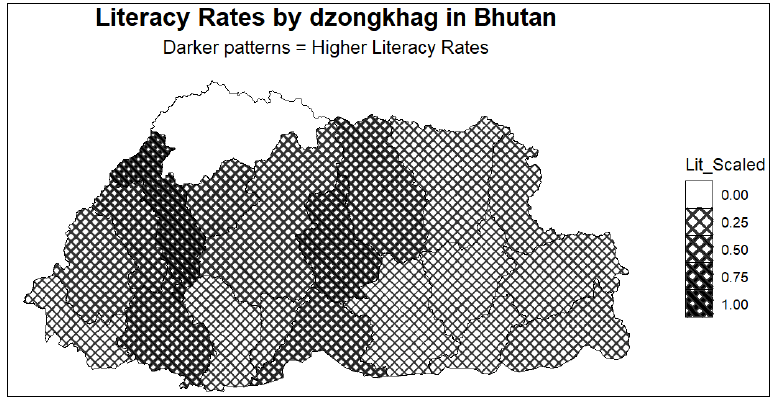 Literacy Rates by dzongkhag in Bhutan
Darker patterns = Higher Literacy Rates
Lit_Scaled
0.00
0.25
0.50
0.75
1.00